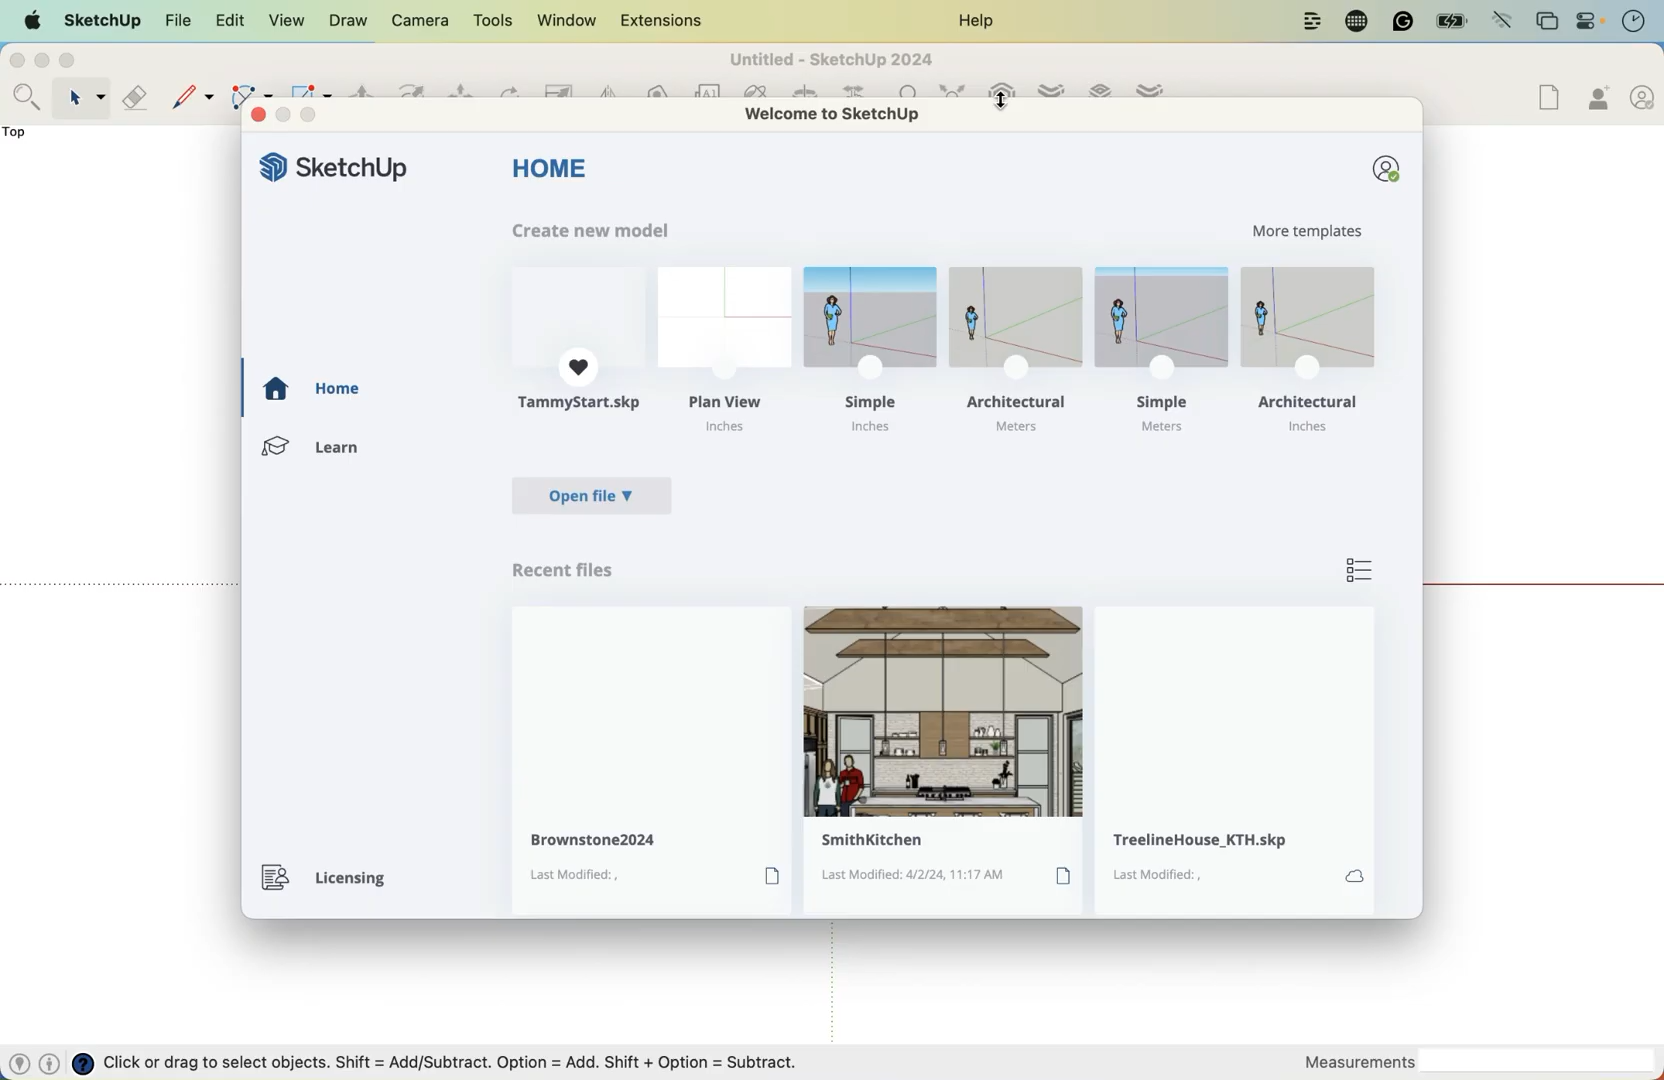 SketchUp File Edit View Draw Camera Tools Window Extensions Help
Untitled - SketchUp 2024
Top
Welcome to SketchUp
SketchUp
HOME
Create new model
More templates
TammyStart.skp
Plan View
Inches
Simple
Inches
Architectural
Meters
Simple
Meters
Architectural
Inches
Home
Learn
Open file ▼
Recent files
Brownstone2024
Last Modified: ,
SmithKitchen
Last Modified: 4/2/24, 11:17 AM
TreelineHouse_KTH.skp
Last Modified: ,
Licensing
Click or drag to select objects. Shift = Add/Subtract. Option = Add. Shift + Option = Subtract.
Measurements